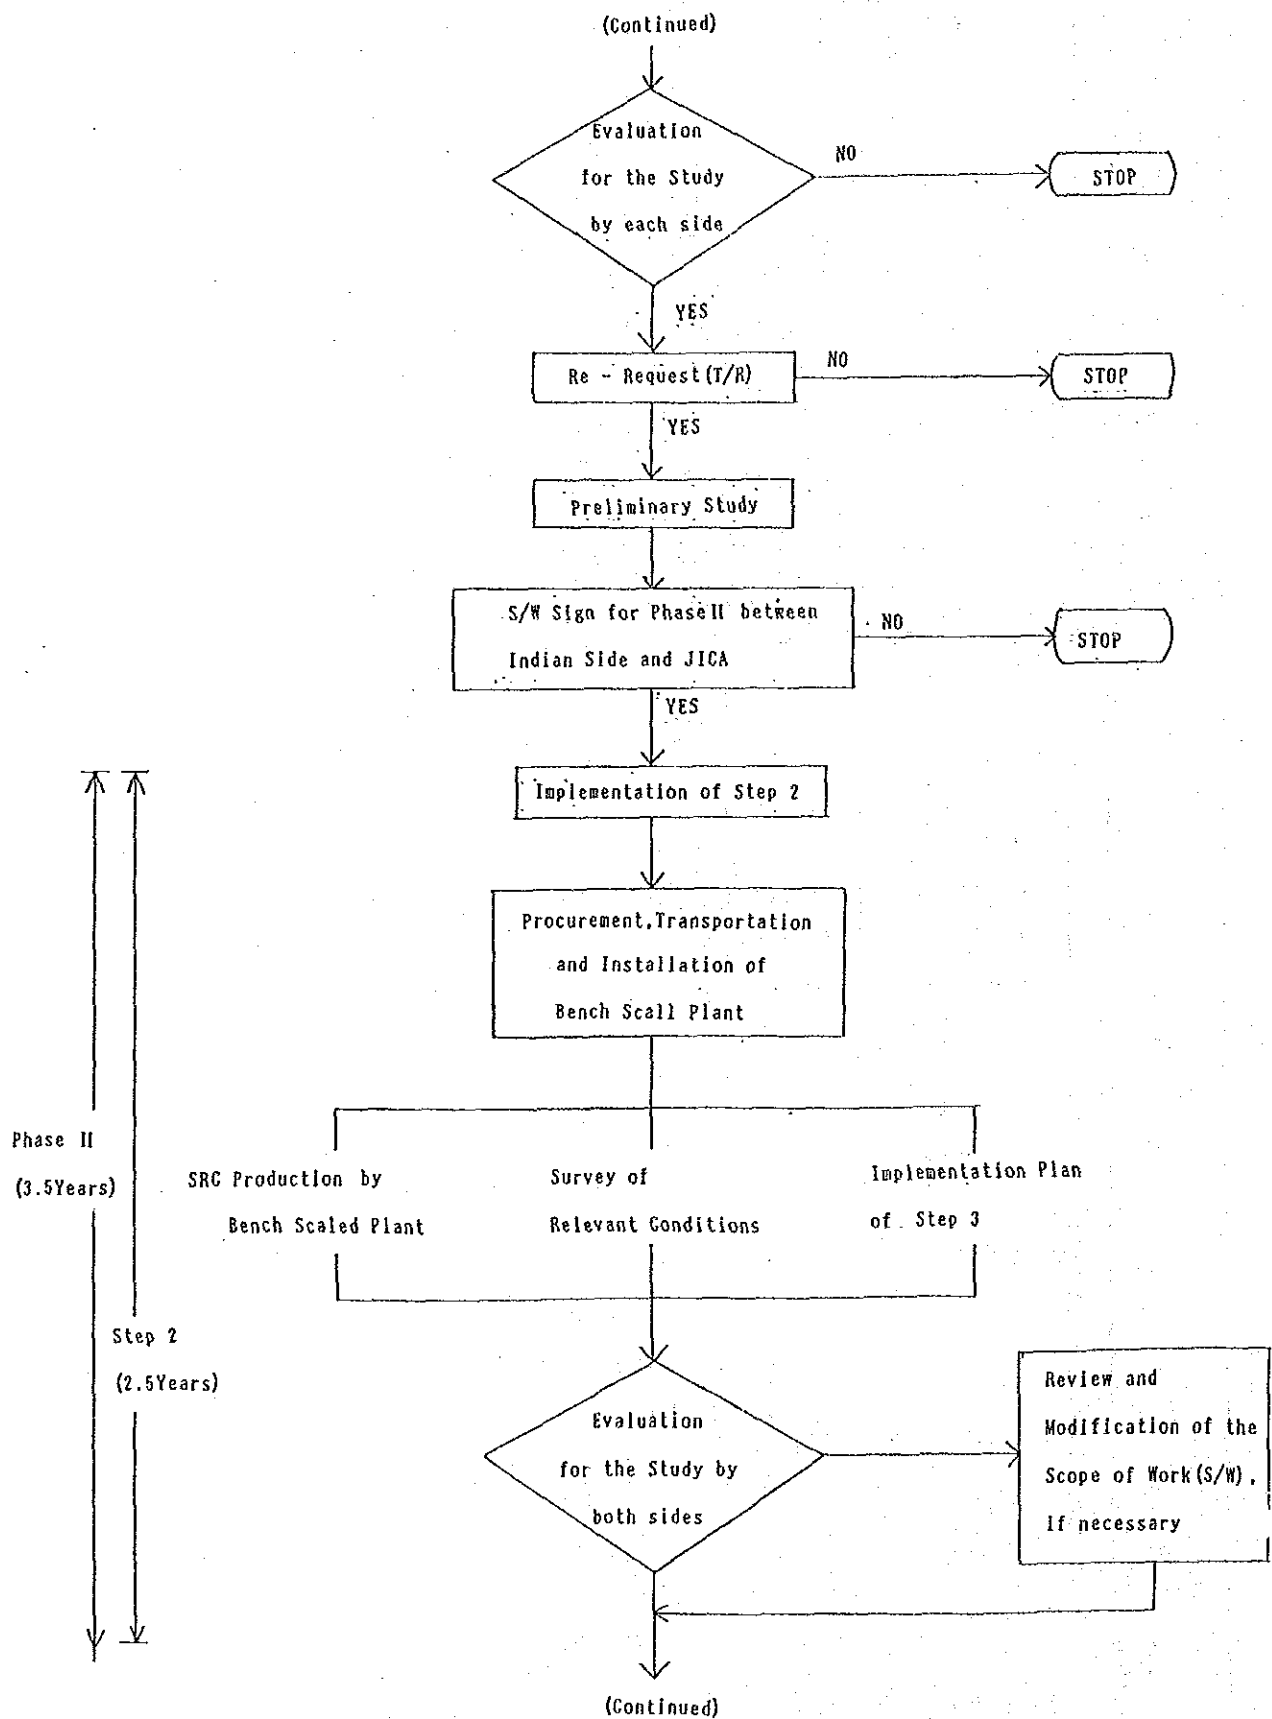 (Continued)
Evaluation
for the Study
by each side
NO
STOP
YES
Re - Request(T/R)
NO
STOP
YES
Preliminary Study
S/W Sign for Phase II between
Indian Side and JICA
NO
STOP
YES
Implementation of Step 2
Procurement,Transportation
and Installation of
Bench Scall Plant
Phase II
(3.5Years)
SRC Production by
Bench Scaled Plant
Survey of
Relevant Conditions
Implementation Plan
of Step 3
Step 2
(2.5Years)
Evaluation
for the Study by
both sides
Review and
Modification of the
Scope of Work(S/W),
If necessary
(Continued)